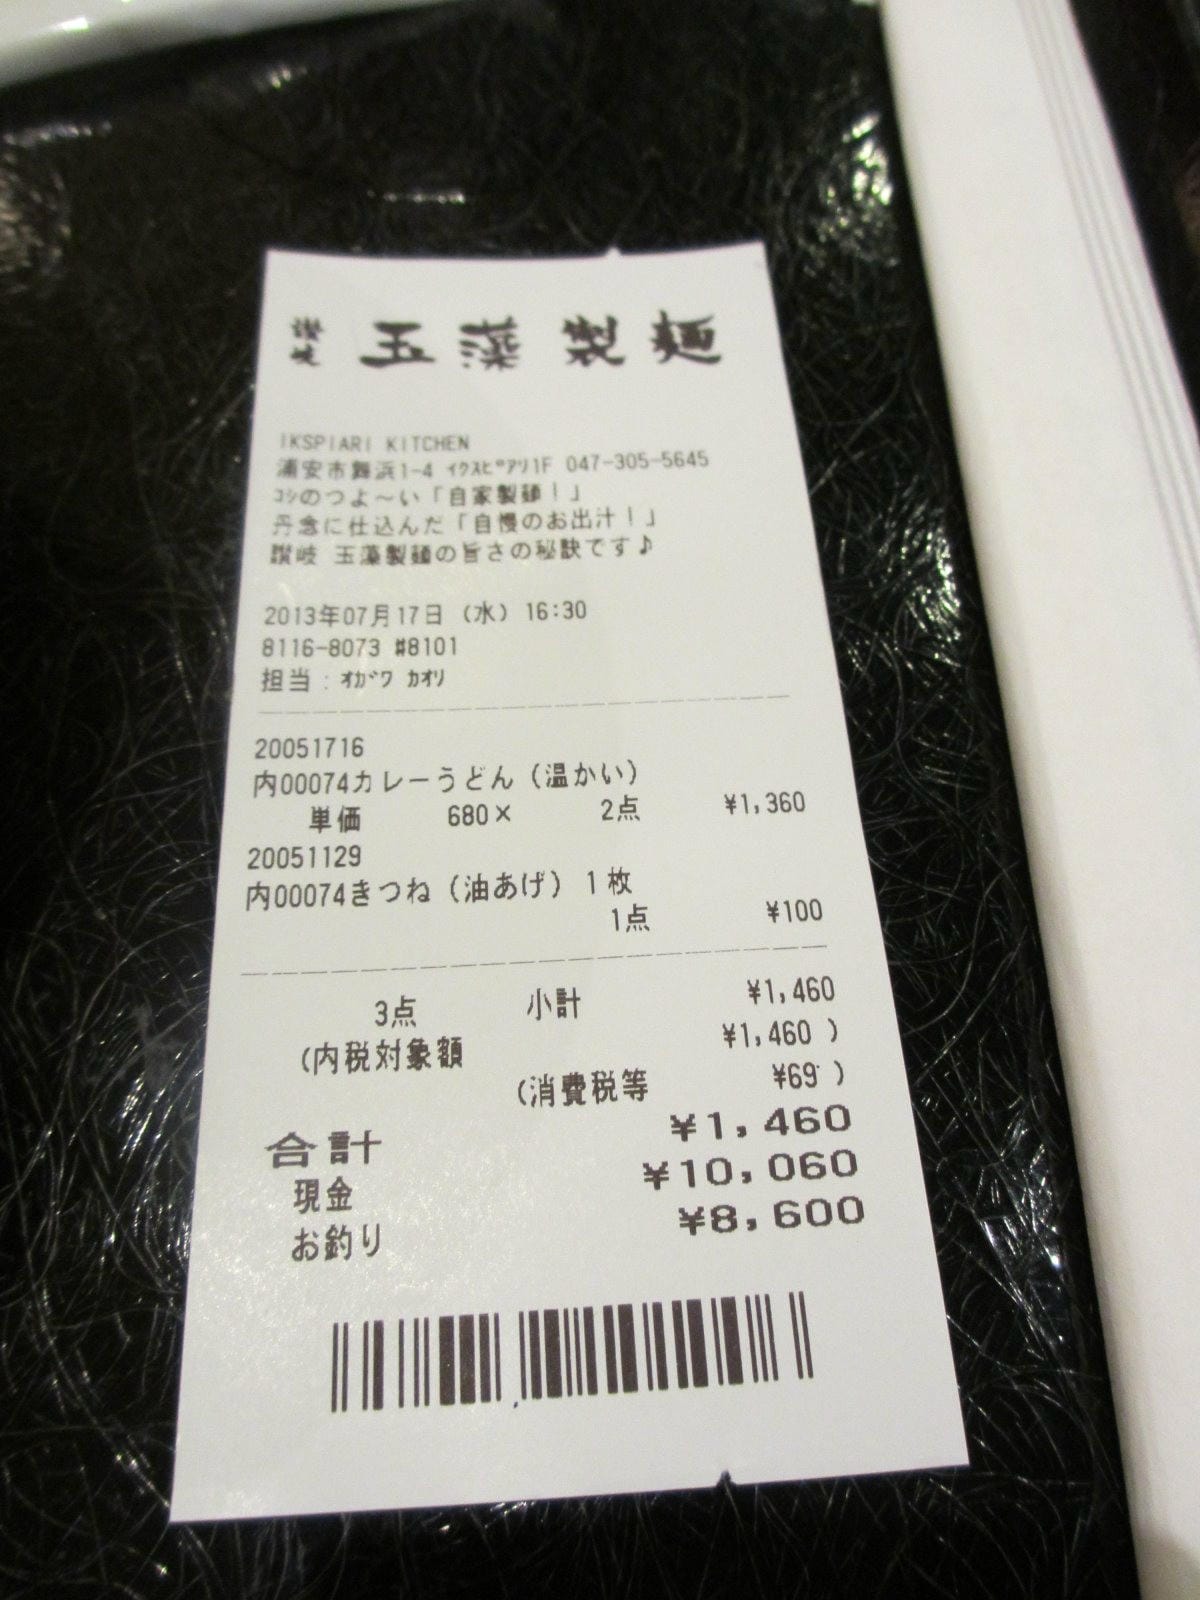 讃岐 玉藻製麺
IKSPIARI KITCHEN
浦安市舞浜1-4 ｲｸｽﾋﾟｱﾘ1F 047-305-5645
ｺｼのつよ〜い「自家製麺！」
丹念に仕込んだ「自慢のお出汁！」
讃岐 玉藻製麺の旨さの秘訣です♪
2013年07月17日（水）16:30
8116-8073 #8101
担当：ｵｶﾞﾜ ｶｵﾘ
20051716
内00074カレーうどん（温かい）
単価 680× 2点 ¥1,360
20051129
内00074きつね（油あげ）１枚
1点 ¥100
3点 小計 ¥1,460
(内税対象額 ¥1,460 )
(消費税等 ¥69 )
合計 ¥1,460
現金 ¥10,060
お釣り ¥8,600